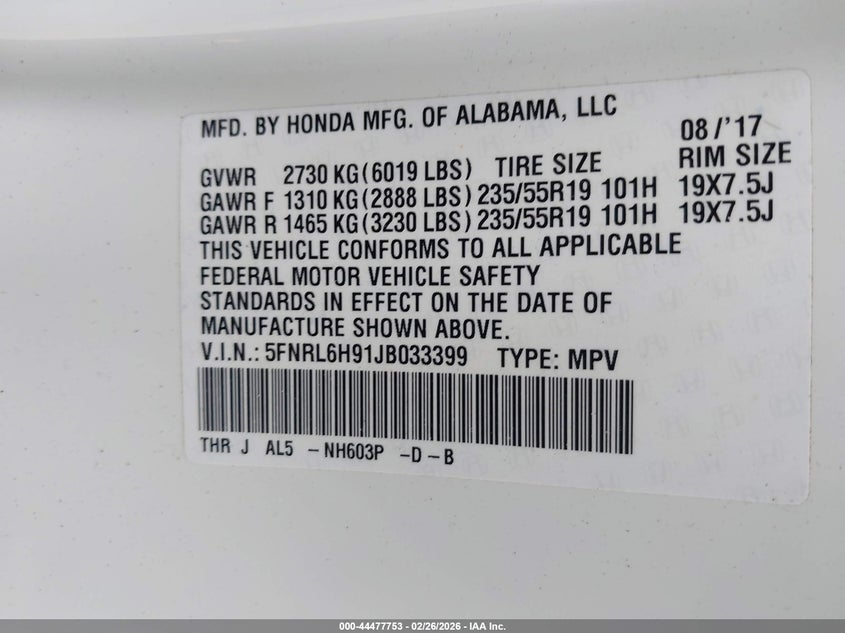 MFD. BY HONDA MFG. OF ALABAMA, LLC 08/'17
GVWR 2730 KG(6019 LBS) TIRE SIZE RIM SIZE
GAWR F 1310 KG(2888 LBS) 235/55R19 101H 19X7.5J
GAWR R 1465 KG(3230 LBS) 235/55R19 101H 19X7.5J
THIS VEHICLE CONFORMS TO ALL APPLICABLE
FEDERAL MOTOR VEHICLE SAFETY
STANDARDS IN EFFECT ON THE DATE OF
MANUFACTURE SHOWN ABOVE.
V.I.N.: 5FNRL6H91JB033399 TYPE: MPV
THR J AL5 -NH603P -D-B
000-44477753 - 02/26/2026 - IAA Inc.